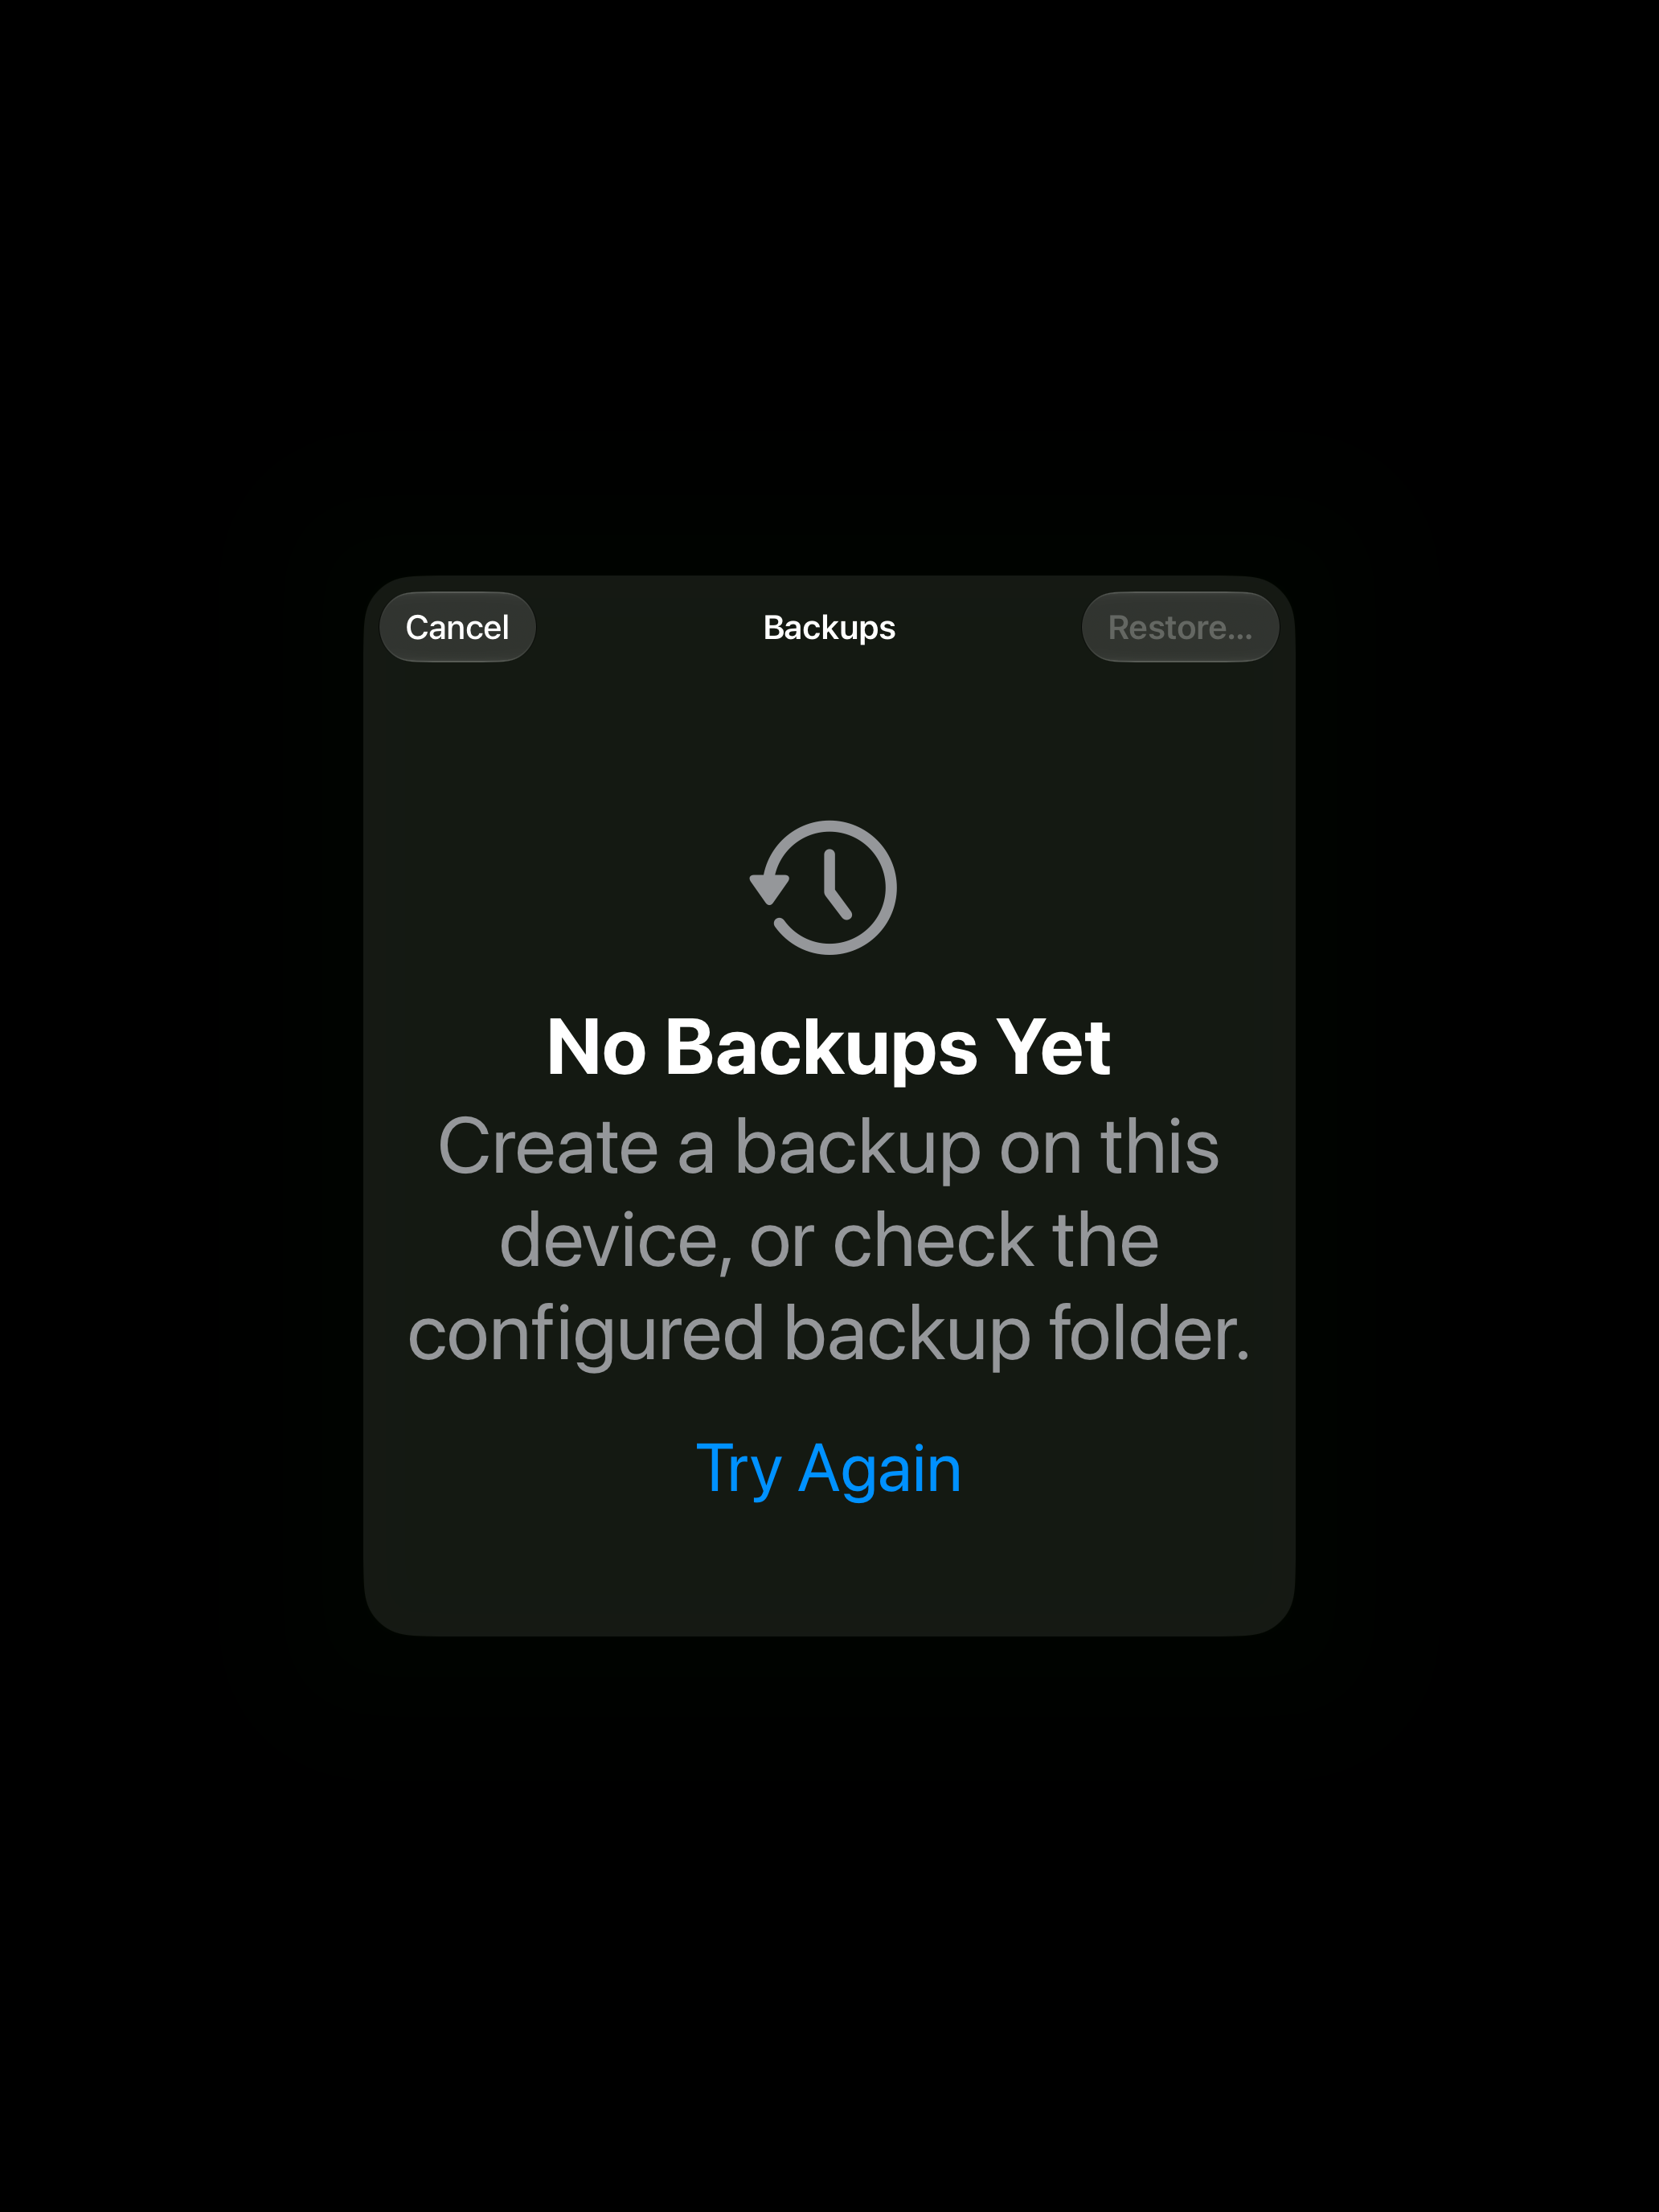 Cancel
Backups
Restore...
No Backups Yet
Create a backup on this
device, or check the
configured backup folder.
Try Again